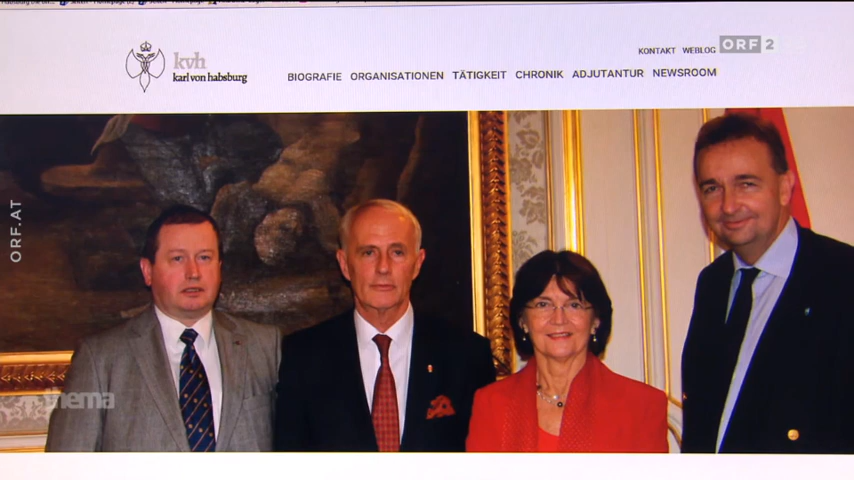 KONTAKT WEBLOG
ORF 2
kvh
karl von habsburg
BIOGRAFIE ORGANISATIONEN TÄTIGKEIT CHRONIK ADJUTANTUR NEWSROOM
ORF.AT
thema